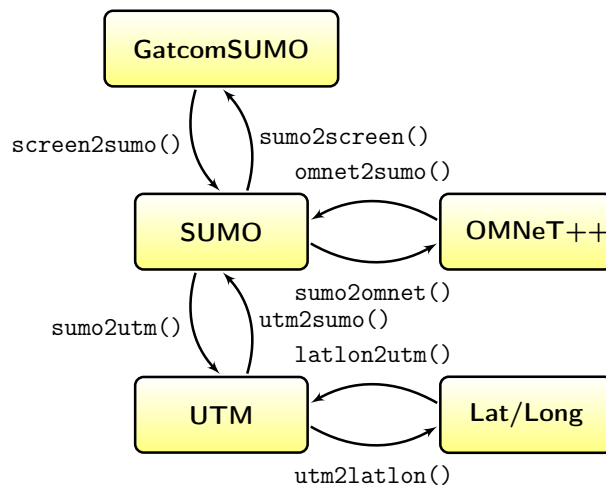 GatcomSUMO
screen2sumo()
sumo2screen()
omnet2sumo()
SUMO
OMNeT++
sumo2omnet()
sumo2utm()
utm2sumo()
latlon2utm()
UTM
Lat/Long
utm2latlon()